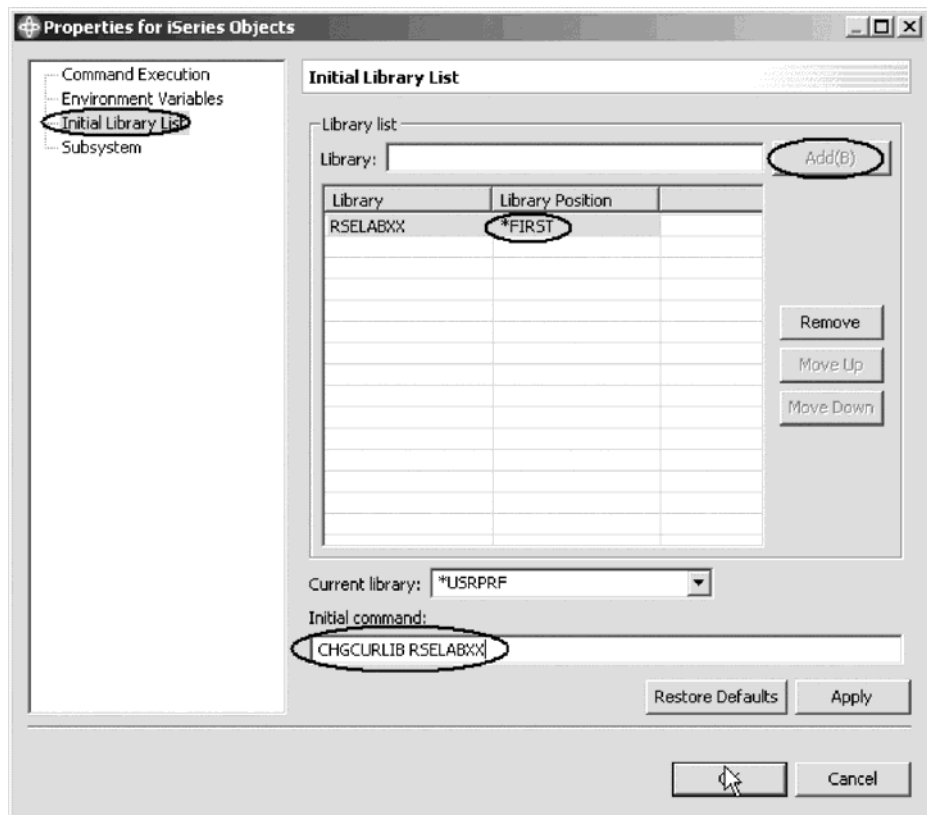 Properties for iSeries Objects
Command Execution
Environment Variables
Initial Library List
Subsystem
Initial Library List
Library list
Library:
Add(B)
Library Library Position
RSELABXX *FIRST
Remove
Move Up
Move Down
Current library: *USRPRF
Initial command:
CHGCURLIB RSELABXX
Restore Defaults Apply
Cancel